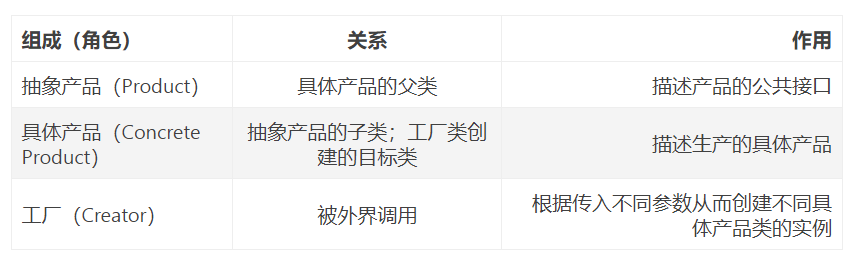 组成（角色）
关系
作用
抽象产品（Product）
具体产品的父类
描述产品的公共接口
具体产品（Concrete
Product）
抽象产品的子类；工厂类创
建的目标类
描述生产的具体产品
工厂（Creator）
被外界调用
根据传入不同参数从而创建不同具
体产品类的实例